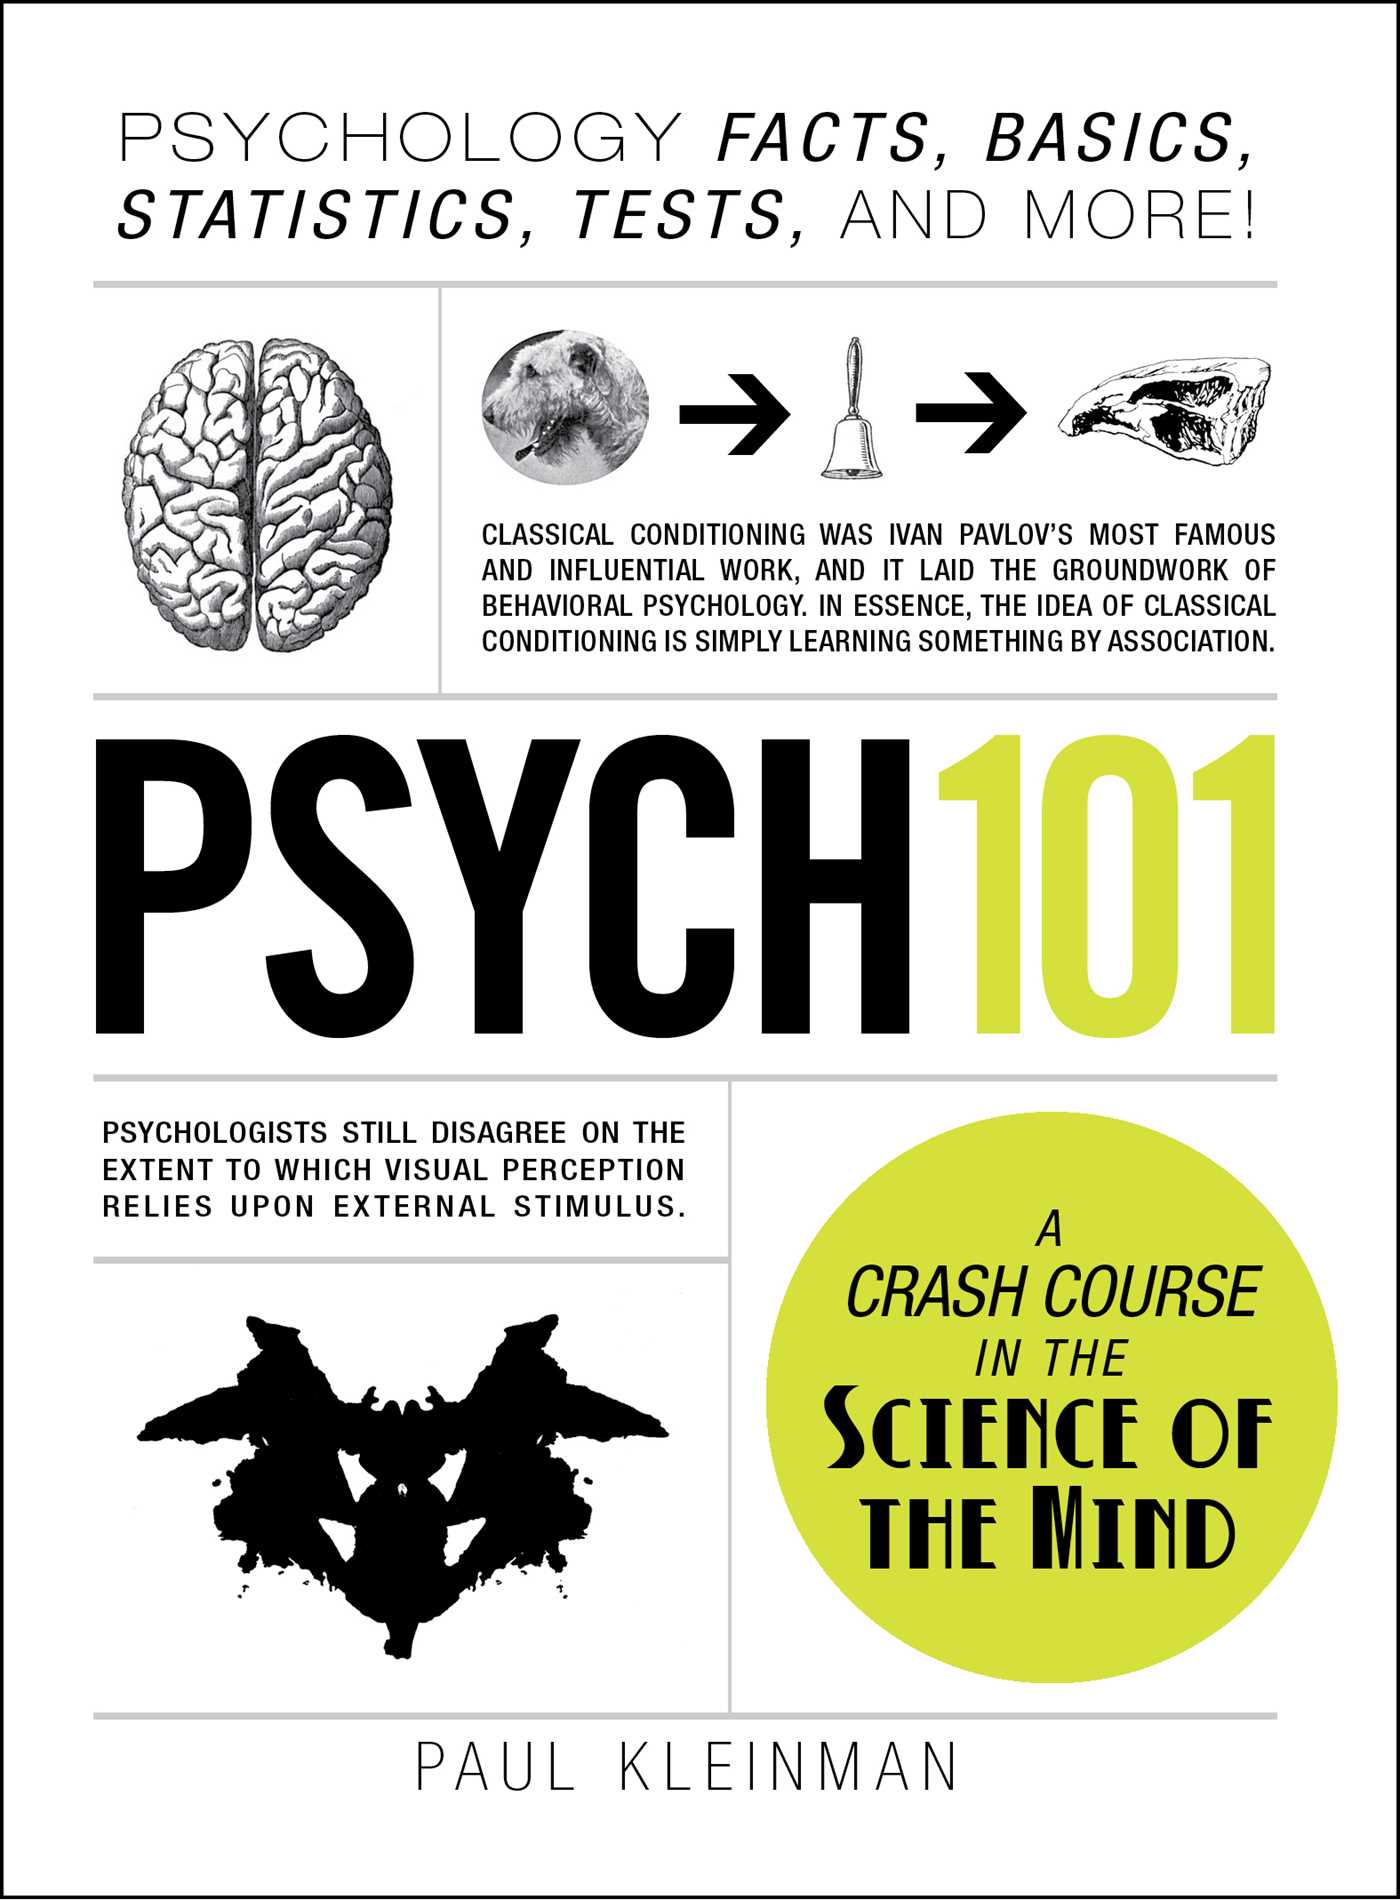 PSYCHOLOGY FACTS, BASICS,
STATISTICS, TESTS, AND MORE!
CLASSICAL CONDITIONING WAS IVAN PAVLOV'S MOST FAMOUS
AND INFLUENTIAL WORK, AND IT LAID THE GROUNDWORK OF
BEHAVIORAL PSYCHOLOGY. IN ESSENCE, THE IDEA OF CLASSICAL
CONDITIONING IS SIMPLY LEARNING SOMETHING BY ASSOCIATION.
PSYCH101
PSYCHOLOGISTS STILL DISAGREE ON THE
EXTENT TO WHICH VISUAL PERCEPTION
RELIES UPON EXTERNAL STIMULUS.
A
CRASH COURSE
IN THE
SCIENCE OF
THE MIND
PAUL KLEINMAN